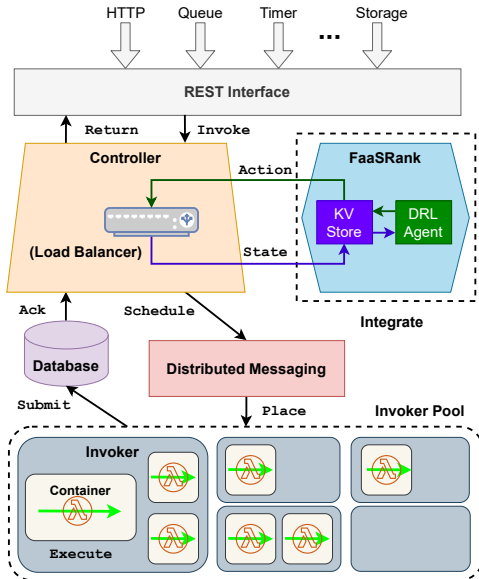 HTTP Queue Timer ... Storage
REST Interface
Return Invoke
Controller
FaaSRank
Action
KV
Store
DRL
Agent
(Load Balancer)
State
Ack
Schedule
Integrate
Database
Distributed Messaging
Submit
Place
Invoker Pool
Invoker
Container
λ
λ
λ
λ
λ
λ
λ
Execute